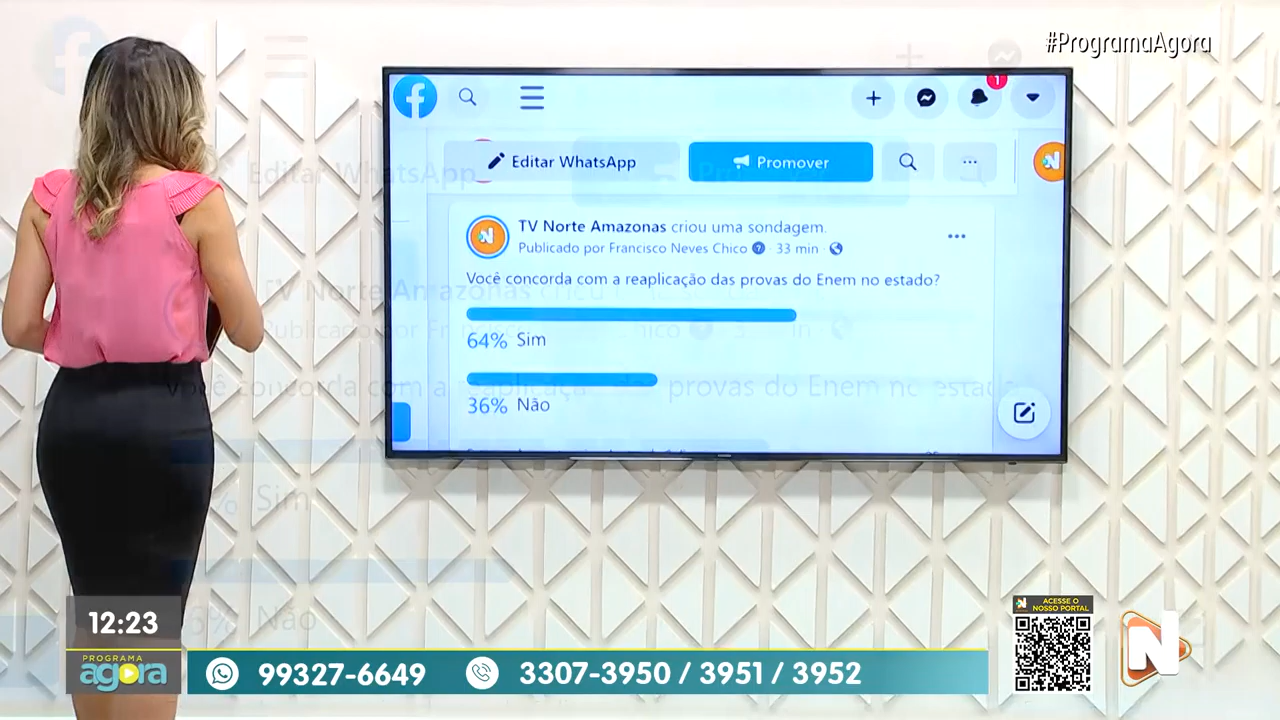 #ProgramaAgora
Editar WhatsApp
Promover
1
TV Norte Amazonas criou uma sondagem.
Publicado por Francisco Neves Chico · 33 min ·
Você concorda com a reaplicação das provas do Enem no estado?
64% Sim
36% Não
12:23
PROGRAMA
agora
99327-6649
3307-3950 / 3951 / 3952
ACESSE O
NOSSO PORTAL
N